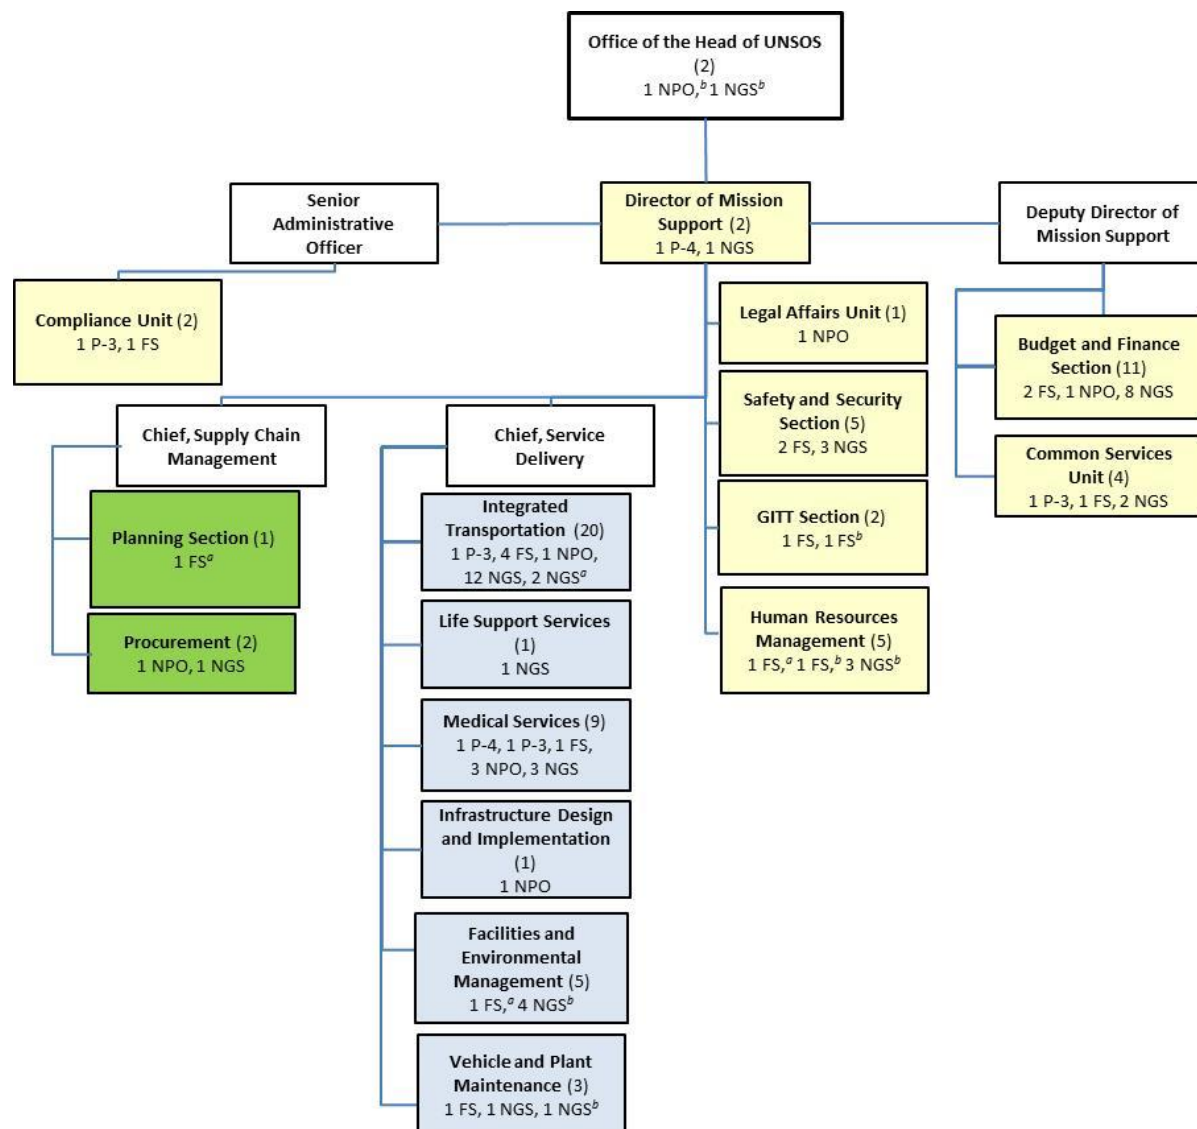 Office of the Head of UNSOS
(2)
1 NPO,ᵇ 1 NGSᵇ
Senior
Administrative
Officer
Director of Mission
Support (2)
1 P-4, 1 NGS
Deputy Director of
Mission Support
Compliance Unit (2)
1 P-3, 1 FS
Legal Affairs Unit (1)
1 NPO
Safety and Security
Section (5)
2 FS, 3 NGS
GITT Section (2)
1 FS, 1 FSᵇ
Human Resources
Management (5)
1 FS,ᵃ 1 FS,ᵇ 3 NGSᵇ
Budget and Finance
Section (11)
2 FS, 1 NPO, 8 NGS
Common Services
Unit (4)
1 P-3, 1 FS, 2 NGS
Chief, Supply Chain
Management
Planning Section (1)
1 FSᵃ
Procurement (2)
1 NPO, 1 NGS
Chief, Service
Delivery
Integrated
Transportation (20)
1 P-3, 4 FS, 1 NPO,
12 NGS, 2 NGSᵃ
Life Support Services
(1)
1 NGS
Medical Services (9)
1 P-4, 1 P-3, 1 FS,
3 NPO, 3 NGS
Infrastructure Design
and Implementation
(1)
1 NPO
Facilities and
Environmental
Management (5)
1 FS,ᵃ 4 NGSᵇ
Vehicle and Plant
Maintenance (3)
1 FS, 1 NGS, 1 NGSᵇ